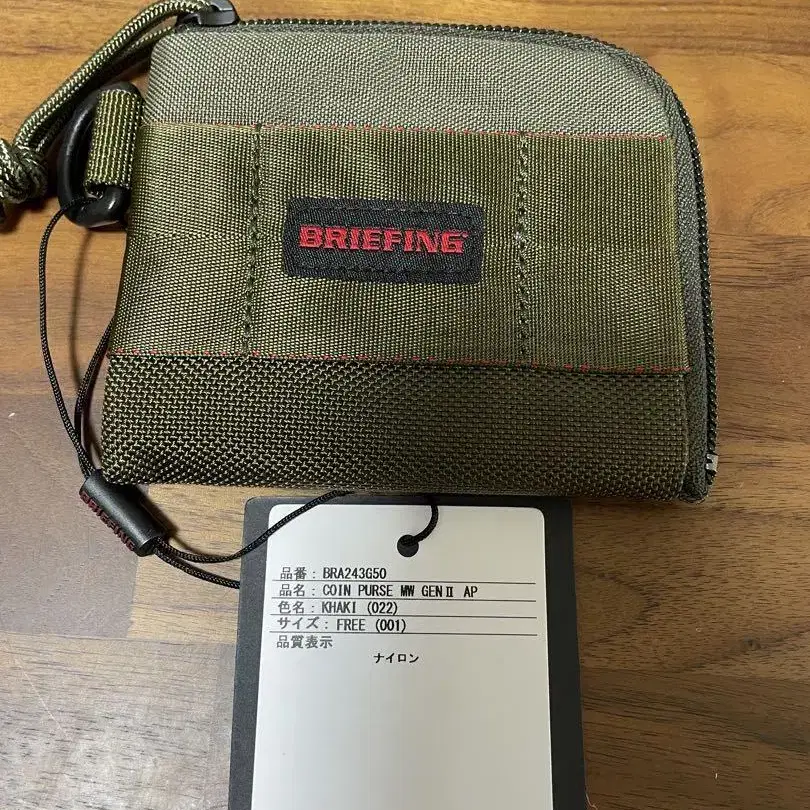 BRIEFING
BRIEFING
品番：BRA243G50
品名：COIN PURSE MW GENⅡ AP
色名：KHAKI (022)
サイズ：FREE (001)
品質表示
ナイロン